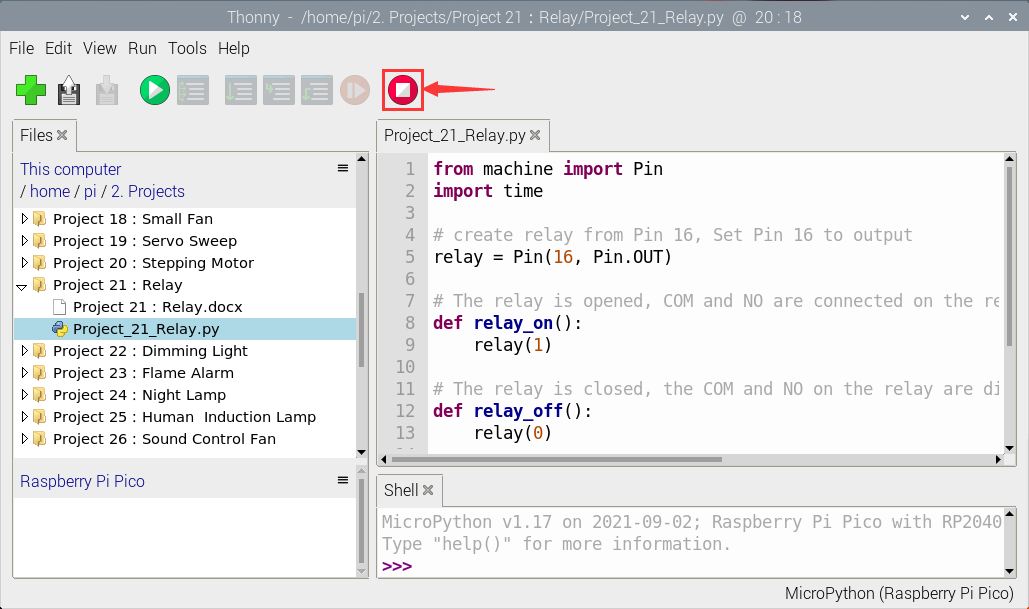 Thonny - /home/pi/2. Projects/Project 21 : Relay/Project_21_Relay.py @ 20 : 18
File Edit View Run Tools Help
Files
This computer
/ home / pi / 2. Projects
Project 18 : Small Fan
Project 19 : Servo Sweep
Project 20 : Stepping Motor
Project 21 : Relay
Project 21 : Relay.docx
Project_21_Relay.py
Project 22 : Dimming Light
Project 23 : Flame Alarm
Project 24 : Night Lamp
Project 25 : Human  Induction Lamp
Project 26 : Sound Control Fan
Raspberry Pi Pico
Project_21_Relay.py
1 from machine import Pin
2 import time
3
4 # create relay from Pin 16, Set Pin 16 to output
5 relay = Pin(16, Pin.OUT)
6
7 # The relay is opened, COM and NO are connected on the re
8 def relay_on():
9     relay(1)
10
11 # The relay is closed, the COM and NO on the relay are di
12 def relay_off():
13     relay(0)
Shell
MicroPython v1.17 on 2021-09-02; Raspberry Pi Pico with RP2040
Type "help()" for more information.
>>>
MicroPython (Raspberry Pi Pico)